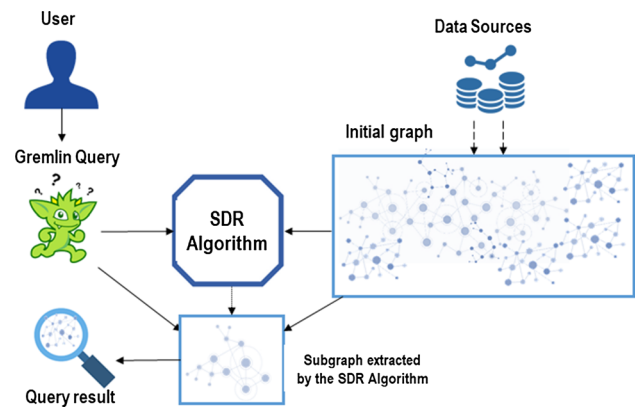 User
Data Sources
Initial graph
Gremlin Query
? ? ?
SDR
Algorithm
Subgraph extracted
by the SDR Algorithm
Query result